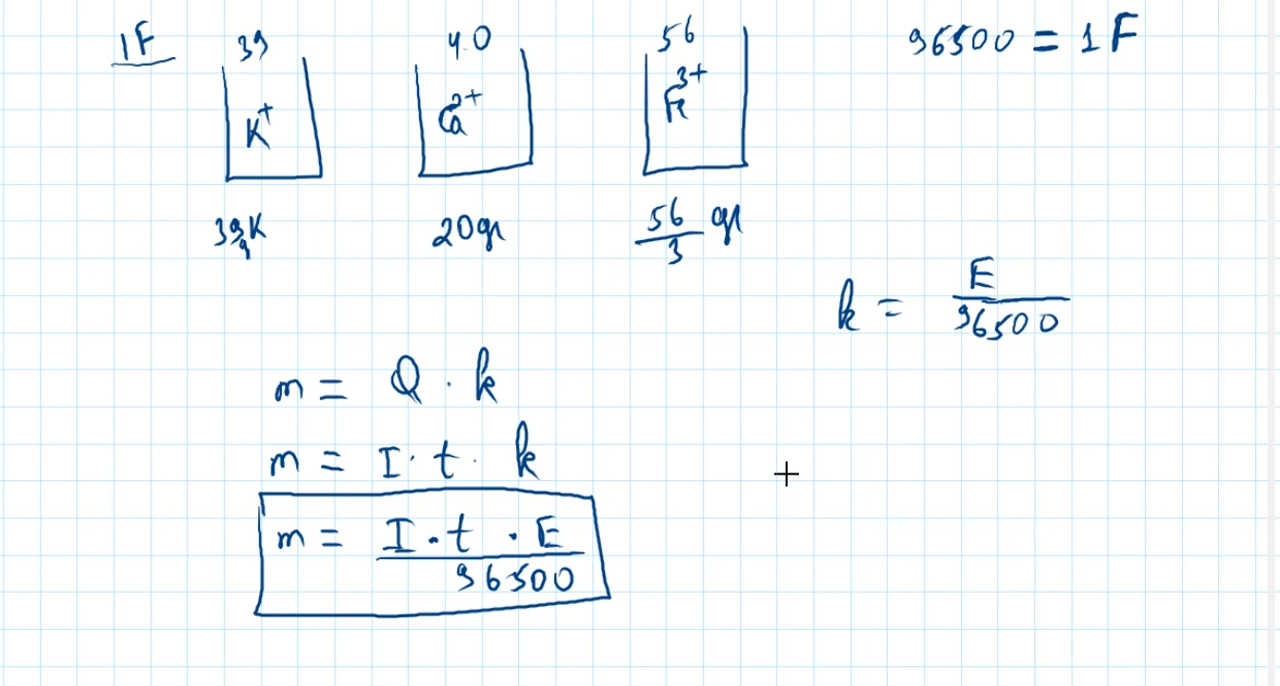 1F 39 40 56 96500 = 1F
K⁺ Ca²⁺ Fe³⁺
39g K 20gr 56/3 gr
k = E/96500
m = Q · k
m = I · t · k
m = I · t · E/96500